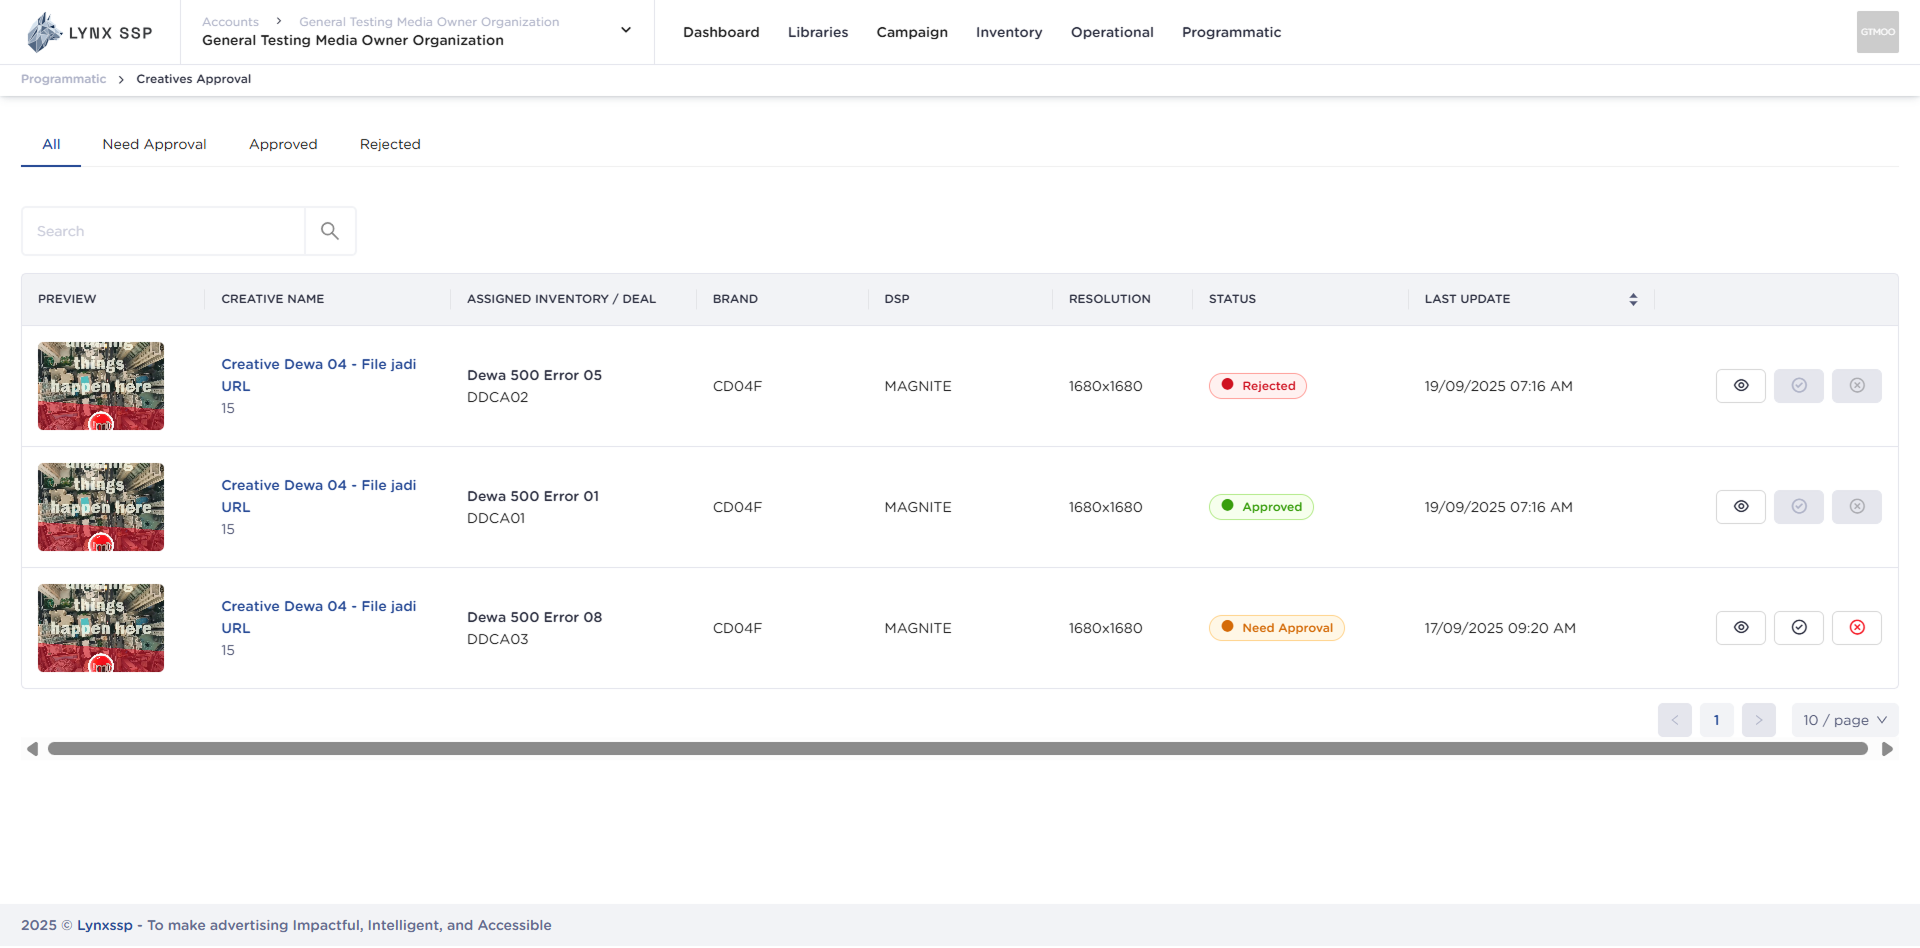 LYNX SSP
Accounts > General Testing Media Owner Organization
General Testing Media Owner Organization
Dashboard Libraries Campaign Inventory Operational Programmatic
GTMOO
Programmatic > Creatives Approval
All Need Approval Approved Rejected
Search
PREVIEW CREATIVE NAME ASSIGNED INVENTORY / DEAL BRAND DSP RESOLUTION STATUS LAST UPDATE
things
happen here
Creative Dewa 04 - File jadi
URL
15
Dewa 500 Error 05
DDCA02
CD04F MAGNITE 1680x1680 Rejected 19/09/2025 07:16 AM
things
happen here
Creative Dewa 04 - File jadi
URL
15
Dewa 500 Error 01
DDCA01
CD04F MAGNITE 1680x1680 Approved 19/09/2025 07:16 AM
things
happen here
Creative Dewa 04 - File jadi
URL
15
Dewa 500 Error 08
DDCA03
CD04F MAGNITE 1680x1680 Need Approval 17/09/2025 09:20 AM
< 1 > 10 / page
2025 © Lynxssp - To make advertising Impactful, Intelligent, and Accessible